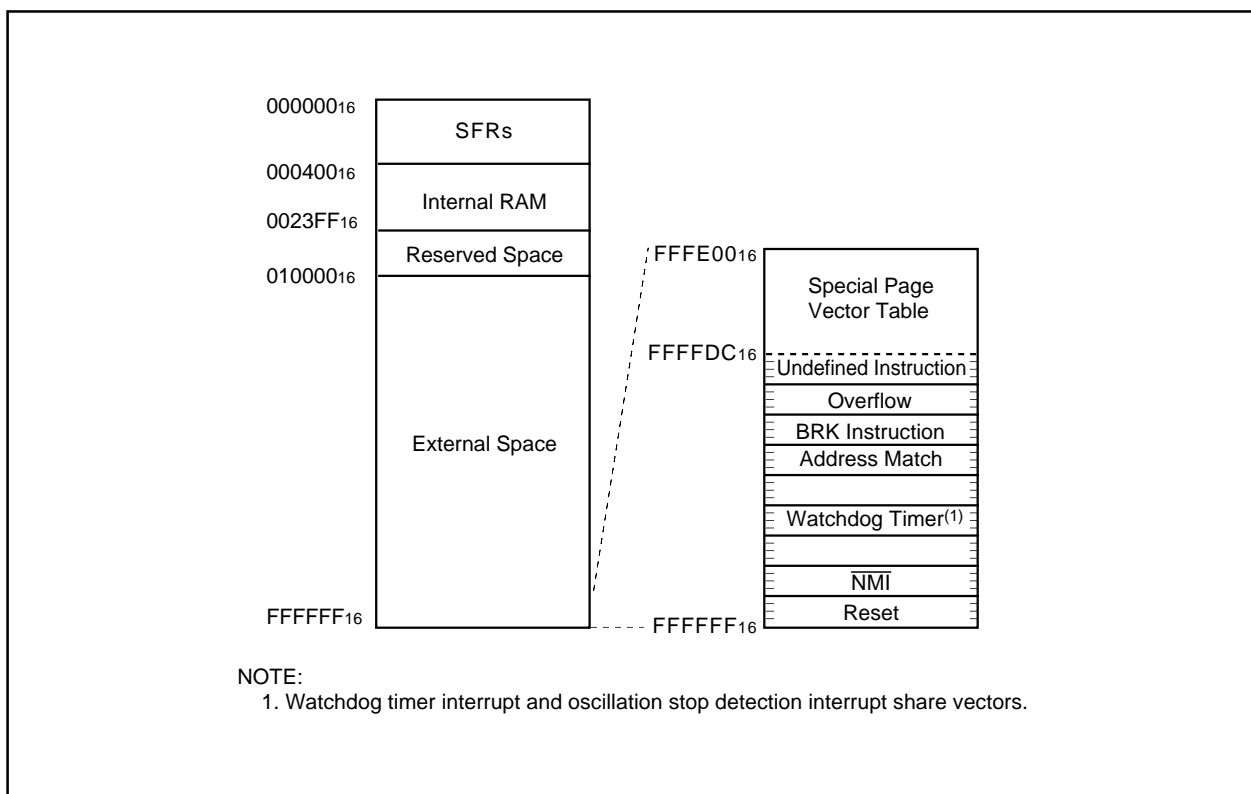 000000₁₆
SFRs
000400₁₆
Internal RAM
0023FF₁₆
Reserved Space
010000₁₆
External Space
FFFFFF₁₆
FFFE00₁₆
Special Page
Vector Table
FFFFDC₁₆
Undefined Instruction
Overflow
BRK Instruction
Address Match
Watchdog Timer⁽¹⁾
N̅M̅I̅
Reset
FFFFFF₁₆
NOTE:
1. Watchdog timer interrupt and oscillation stop detection interrupt share vectors.